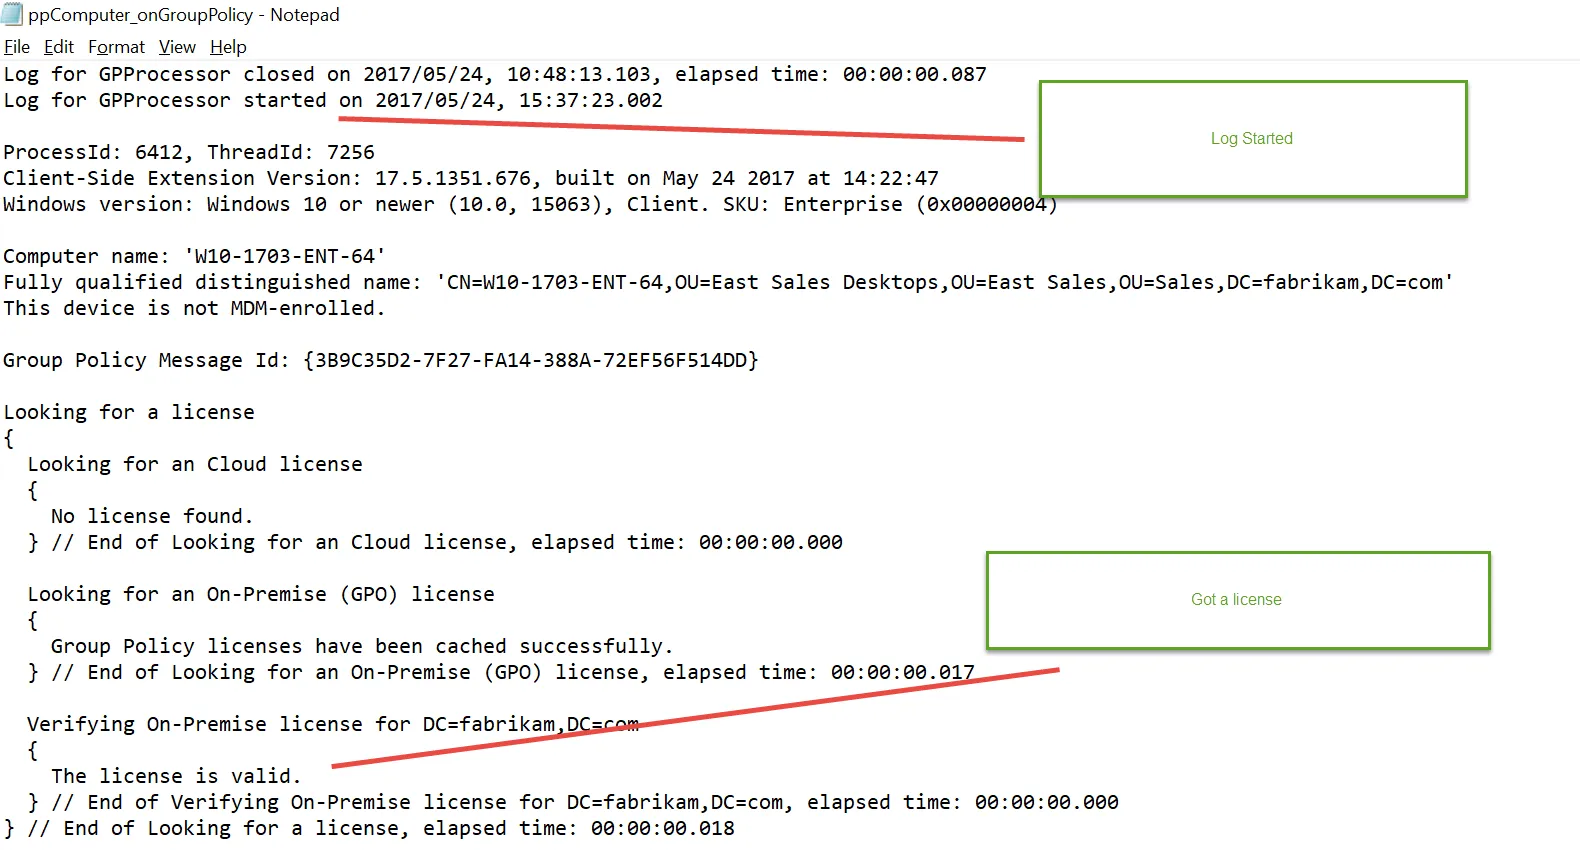 ppComputer_onGroupPolicy - Notepad
File Edit Format View Help
Log for GPProcessor closed on 2017/05/24, 10:48:13.103, elapsed time: 00:00:00.087
Log for GPProcessor started on 2017/05/24, 15:37:23.002
Log Started
ProcessId: 6412, ThreadId: 7256
Client-Side Extension Version: 17.5.1351.676, built on May 24 2017 at 14:22:47
Windows version: Windows 10 or newer (10.0, 15063), Client. SKU: Enterprise (0x00000004)
Computer name: 'W10-1703-ENT-64'
Fully qualified distinguished name: 'CN=W10-1703-ENT-64,OU=East Sales Desktops,OU=East Sales,OU=Sales,DC=fabrikam,DC=com'
This device is not MDM-enrolled.
Group Policy Message Id: {3B9C35D2-7F27-FA14-388A-72EF56F514DD}
Looking for a license
{
Looking for an Cloud license
{
No license found.
} // End of Looking for an Cloud license, elapsed time: 00:00:00.000
Looking for an On-Premise (GPO) license
{
Got a license
Group Policy licenses have been cached successfully.
} // End of Looking for an On-Premise (GPO) license, elapsed time: 00:00:00.017
Verifying On-Premise license for DC=fabrikam,DC=com
{
The license is valid.
} // End of Verifying On-Premise license for DC=fabrikam,DC=com, elapsed time: 00:00:00.000
} // End of Looking for a license, elapsed time: 00:00:00.018